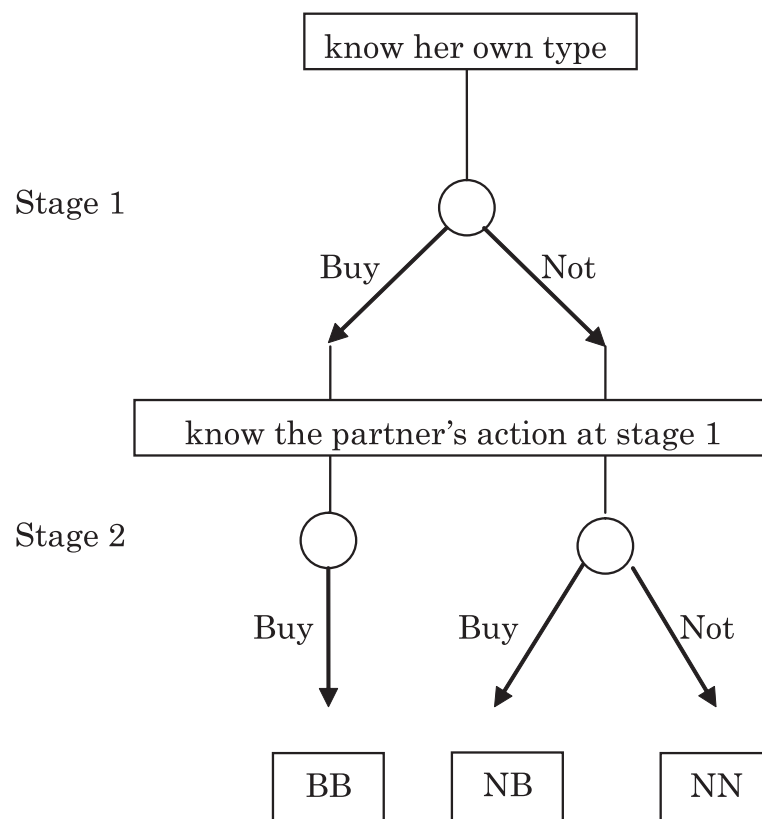 know her own type
Stage 1
Buy Not
know the partner's action at stage 1
Stage 2
Buy Buy Not
BB NB NN